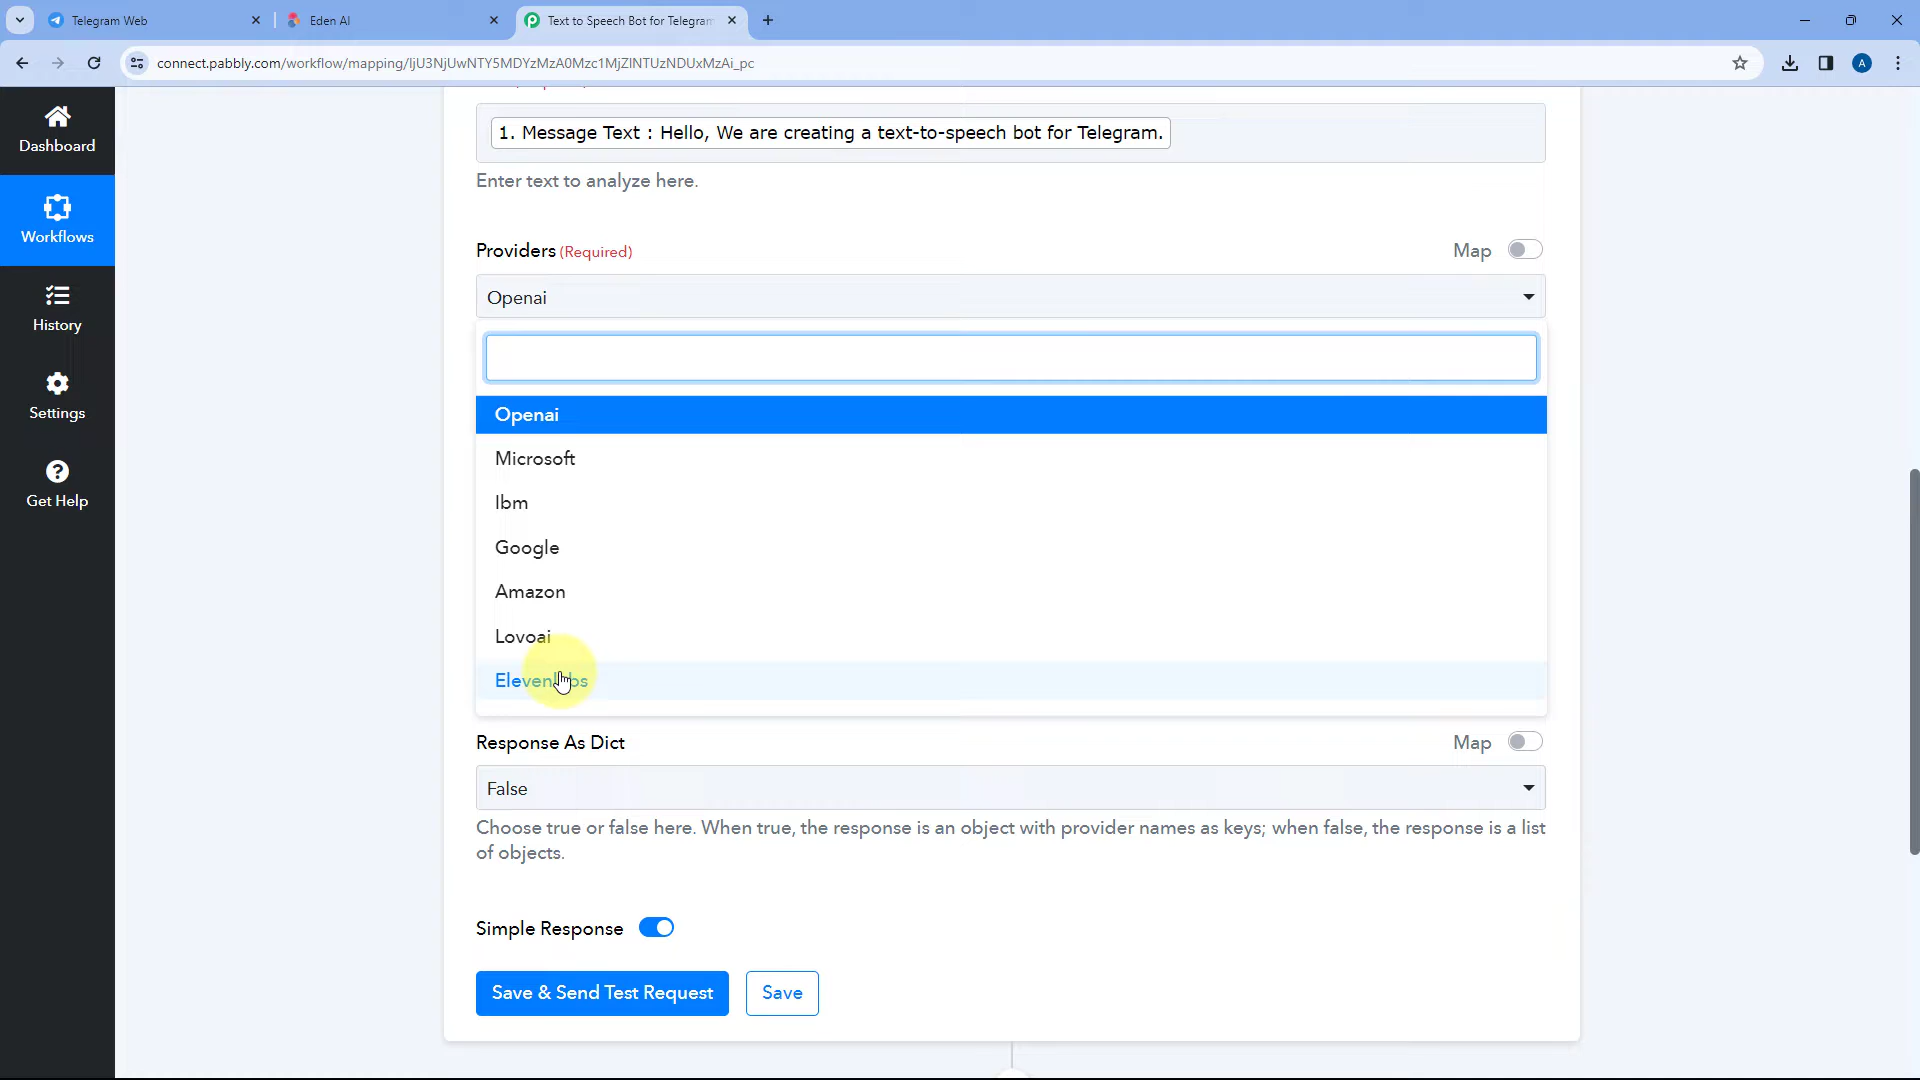 Telegram Web
Eden AI
Text to Speech Bot for Telegram
connect.pabbly.com/workflow/mapping/IjU3NjUwNTY5MDYzMzA0Mzc1MjZlNTUzNDUxMzAi_pc
A
Dashboard
Workflows
History
Settings
Get Help
1. Message Text : Hello, We are creating a text-to-speech bot for Telegram.
Enter text to analyze here.
Providers (Required)
Map
Openai
Openai
Microsoft
Ibm
Google
Amazon
Lovoai
Elevenlabs
Response As Dict
Map
False
Choose true or false here. When true, the response is an object with provider names as keys; when false, the response is a list
of objects.
Simple Response
Save & Send Test Request
Save